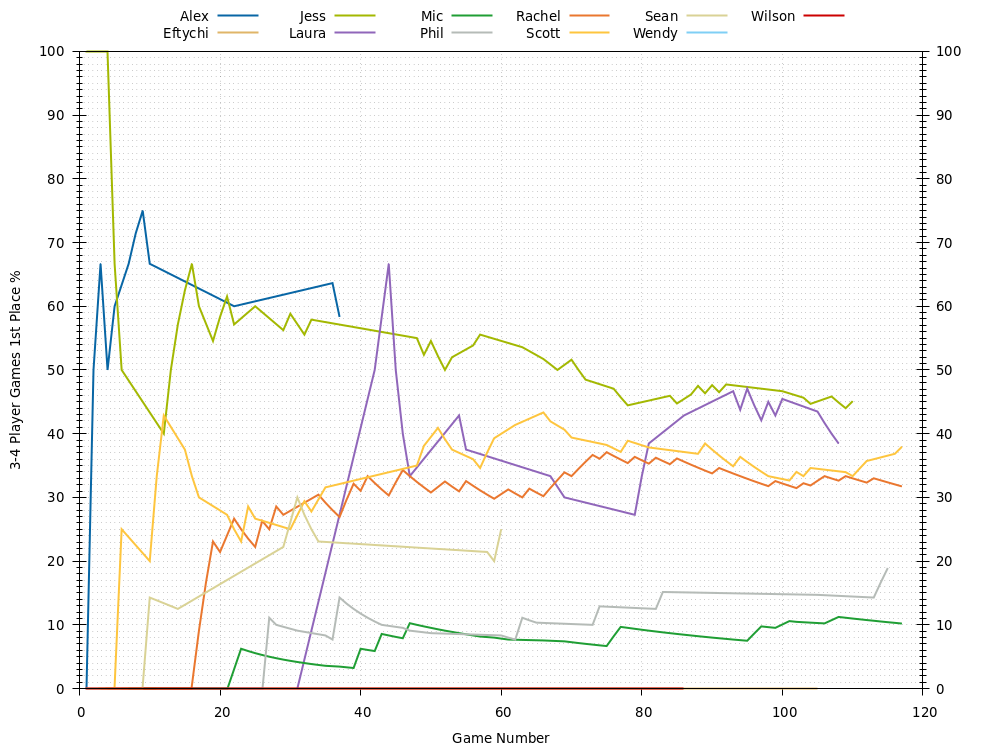 Alex Jess Mic Rachel Sean Wilson
Eftychi Laura Phil Scott Wendy
100 100
90 90
80 80
70 70
60 60
50 50
40 40
30 30
20 20
10 10
0 0
3-4 Player Games 1st Place %
0 20 40 60 80 100 120
Game Number